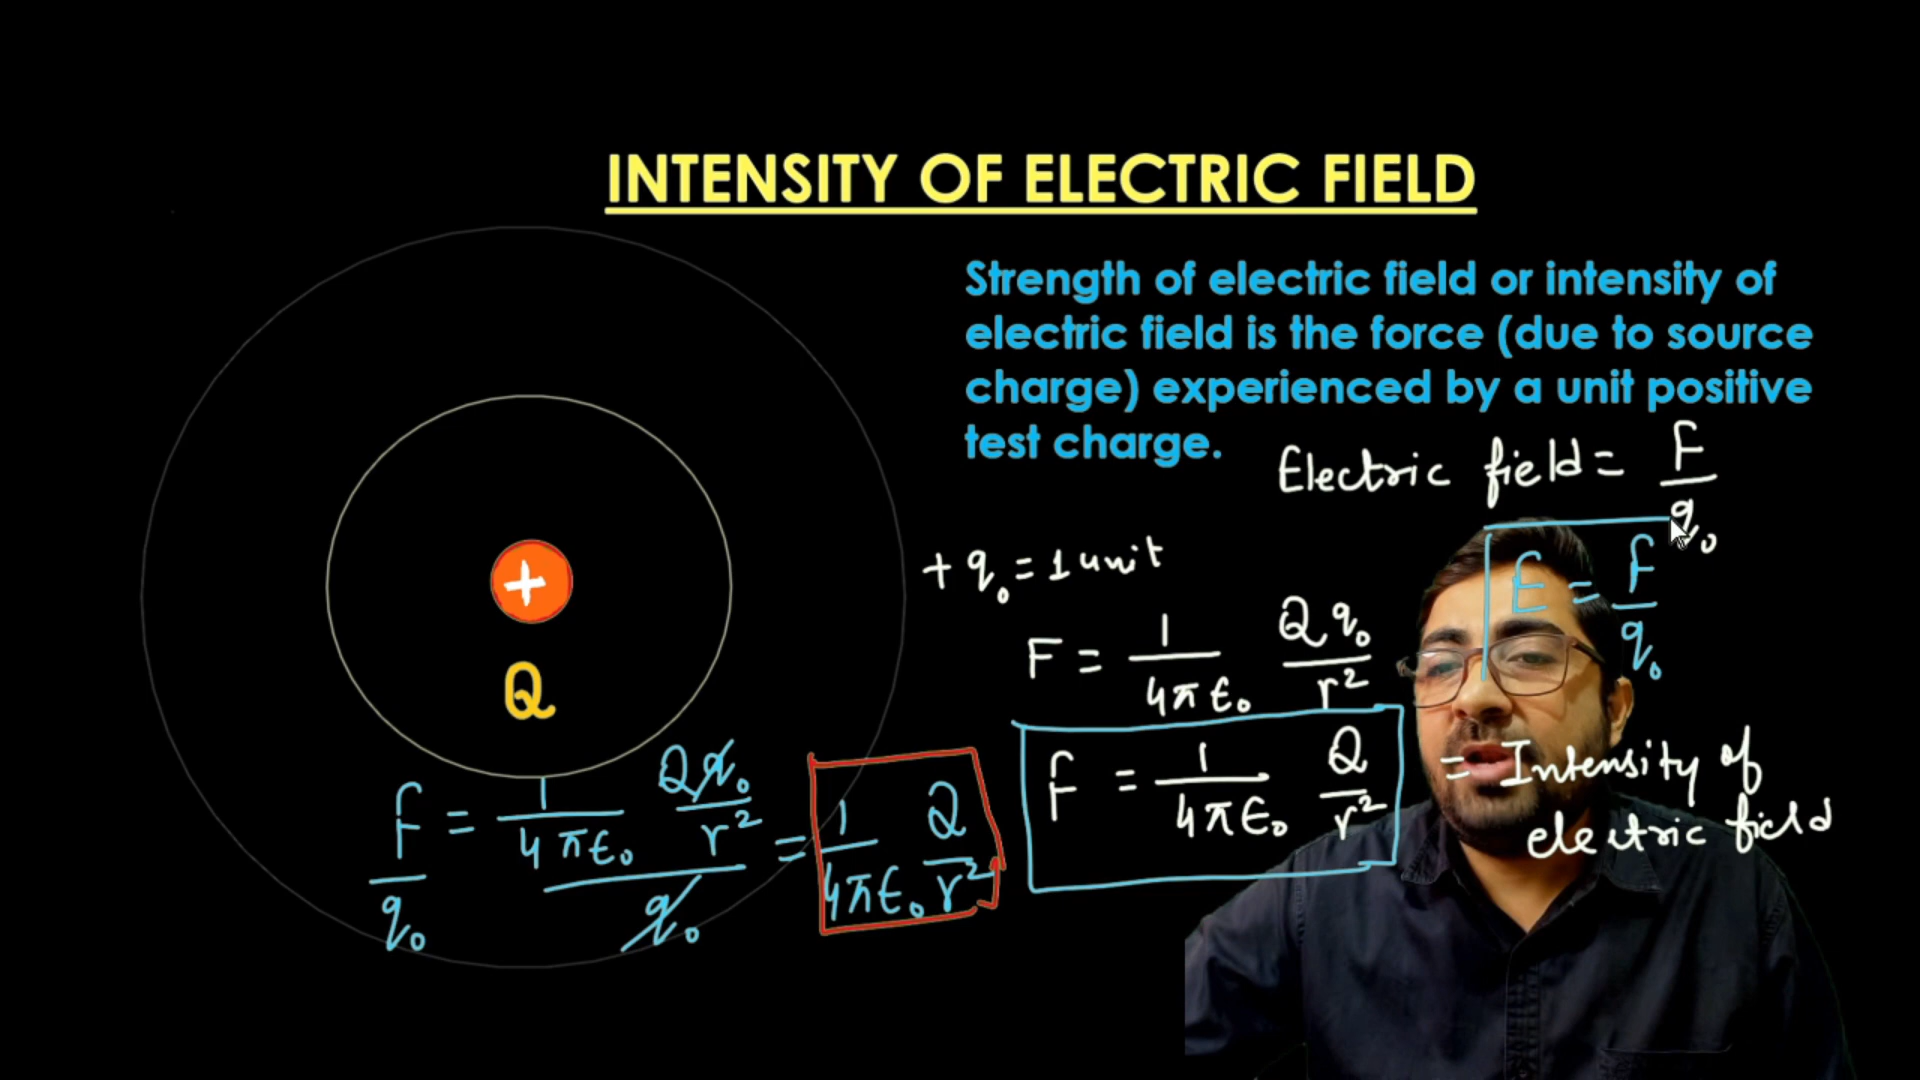 INTENSITY OF ELECTRIC FIELD
Strength of electric field or intensity of
electric field is the force (due to source
charge) experienced by a unit positive
test charge.
Electric field = F/q₀
+ q₀ = 1 unit
E = F/q₀
F = 1/4πε₀ Qq₀/r²
+
Q
F = 1/4πε₀ Q/r² = Intensity of
electric field
F/q₀ = 1/4πε₀ Qq₀/r² / q₀ = 1/4πε₀ Q/r²